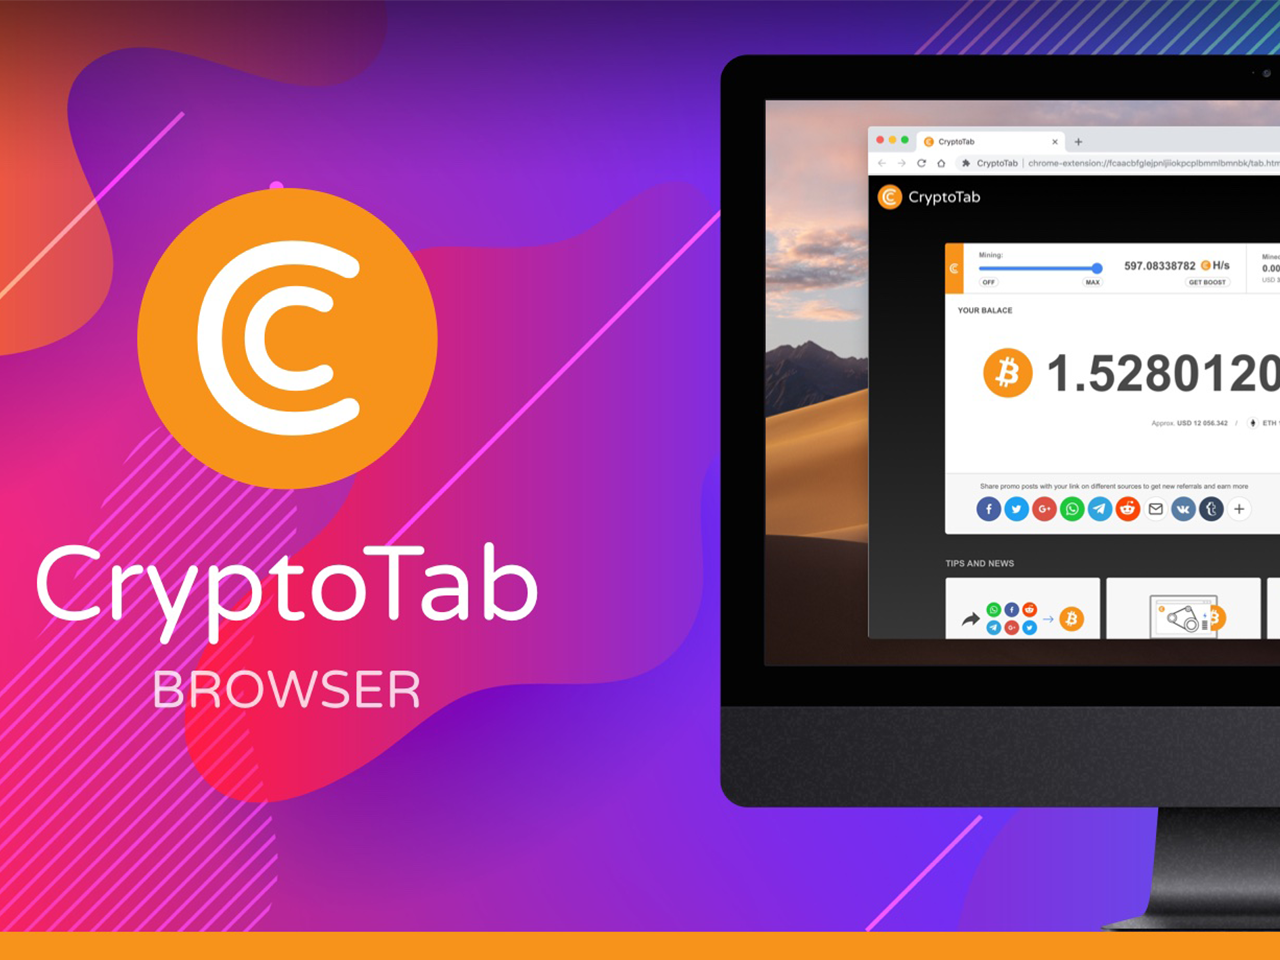 CryptoTab
BROWSER
CryptoTab
CryptoTab | chrome-extension://fcaacbfglejpnljiiokpcplbmmlbmnbk/tab.htm
CryptoTab
Mining:
597.08338782 H/s
OFF
MAX
GET BOOST
Mined
0.00
USD
YOUR BALACE
1.5280120
Approx. USD 12 056.342 / ETH
Share promo posts with your link on different sources to get new referrals and earn more
TIPS AND NEWS